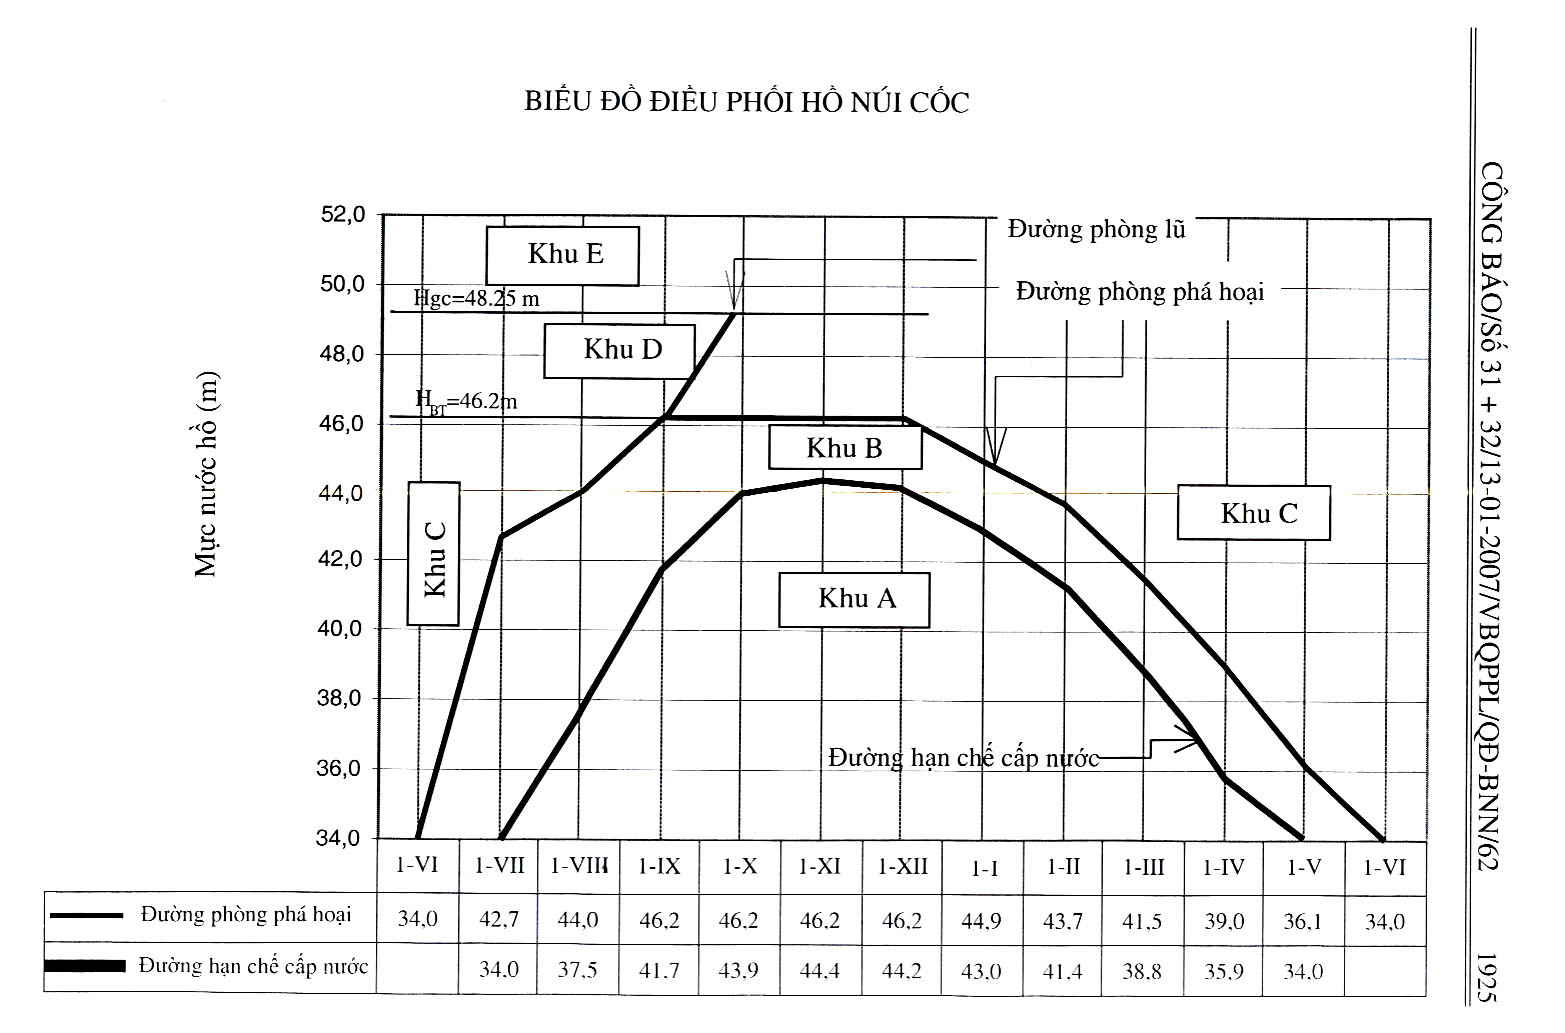 BIỂU ĐỒ ĐIỀU PHỐI HỒ NÚI CỐC
Mực nước hồ (m)
52,0
50,0
48,0
46,0
44,0
42,0
40,0
38,0
36,0
34,0
Khu E
Đường phòng lũ
Đường phòng phá hoại
Hgc=48.25 m
Khu D
HBT=46.2m
Khu B
Khu C
Khu C
Khu A
Đường hạn chế cấp nước
1-VI 1-VII 1-VIII 1-IX 1-X 1-XI 1-XII 1-I 1-II 1-III 1-IV 1-V 1-VI
Đường phòng phá hoại 34,0 42,7 44,0 46,2 46,2 46,2 46,2 44,9 43,7 41,5 39,0 36,1 34,0
Đường hạn chế cấp nước 34,0 37,5 41,7 43,9 44,4 44,2 43,0 41,4 38,8 35,9 34,0
CÔNG BÁO/Số 31 + 32/13-01-2007/VBQPPL/QĐ-BNN/62 1925